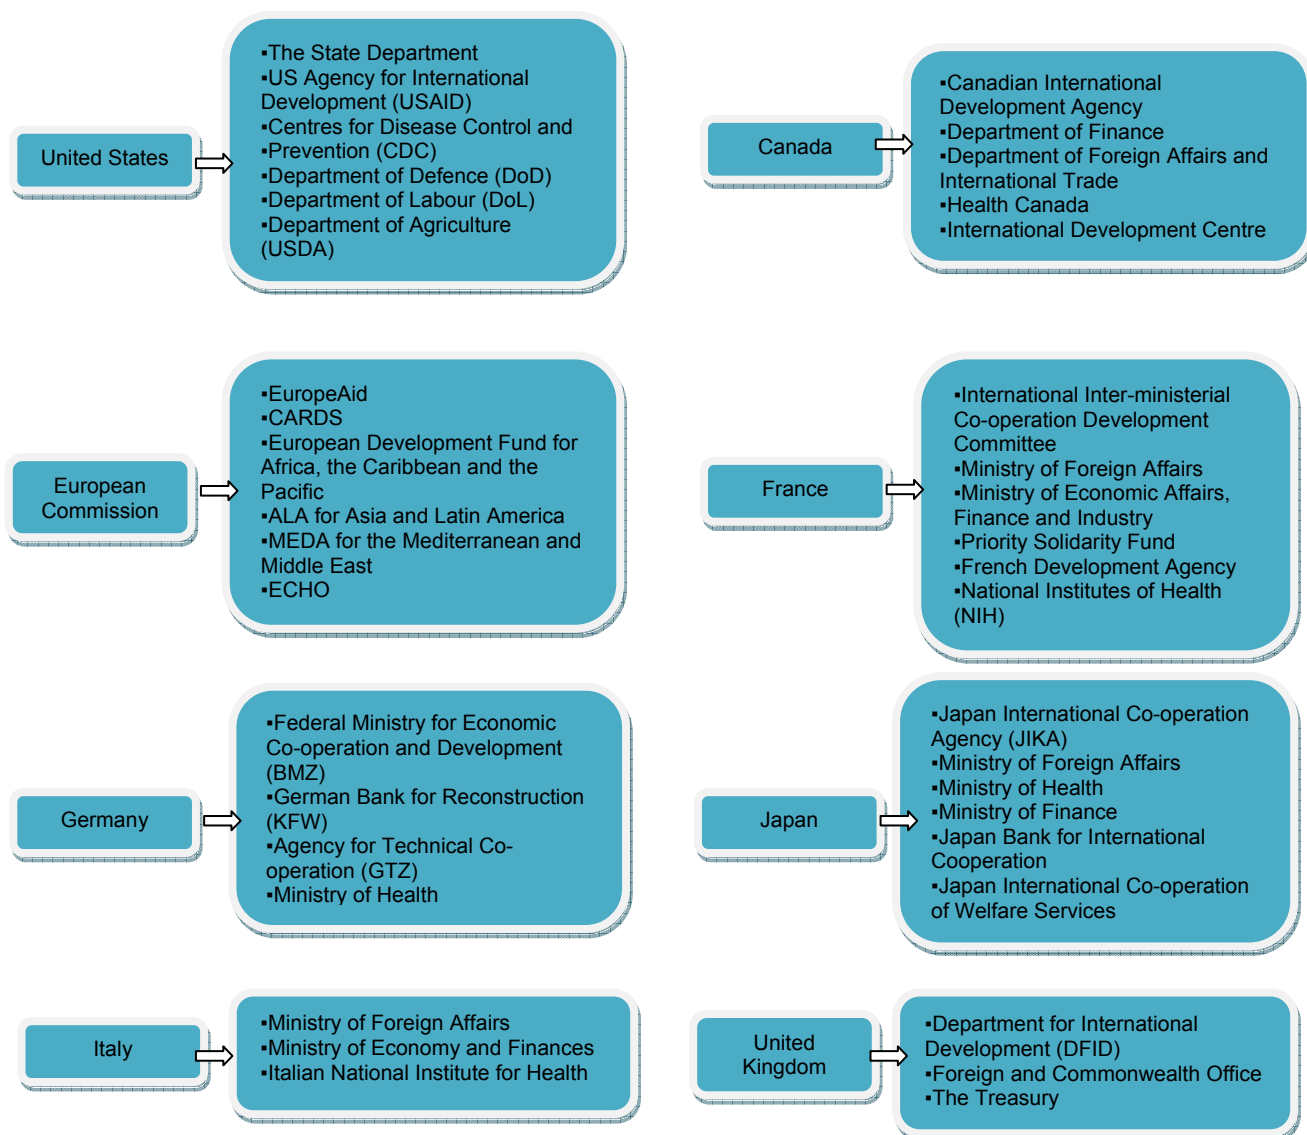 United States
▪The State Department
▪US Agency for International
Development (USAID)
▪Centres for Disease Control and
▪Prevention (CDC)
▪Department of Defence (DoD)
▪Department of Labour (DoL)
▪Department of Agriculture
(USDA)
Canada
▪Canadian International
Development Agency
▪Department of Finance
▪Department of Foreign Affairs and
International Trade
▪Health Canada
▪International Development Centre
European
Commission
▪EuropeAid
▪CARDS
▪European Development Fund for
Africa, the Caribbean and the
Pacific
▪ALA for Asia and Latin America
▪MEDA for the Mediterranean and
Middle East
▪ECHO
France
▪International Inter-ministerial
Co-operation Development
Committee
▪Ministry of Foreign Affairs
▪Ministry of Economic Affairs,
Finance and Industry
▪Priority Solidarity Fund
▪French Development Agency
▪National Institutes of Health
(NIH)
Germany
▪Federal Ministry for Economic
Co-operation and Development
(BMZ)
▪German Bank for Reconstruction
(KFW)
▪Agency for Technical Co-
operation (GTZ)
▪Ministry of Health
Japan
▪Japan International Co-operation
Agency (JIKA)
▪Ministry of Foreign Affairs
▪Ministry of Health
▪Ministry of Finance
▪Japan Bank for International
Cooperation
▪Japan International Co-operation
of Welfare Services
Italy
▪Ministry of Foreign Affairs
▪Ministry of Economy and Finances
▪Italian National Institute for Health
United
Kingdom
▪Department for International
Development (DFID)
▪Foreign and Commonwealth Office
▪The Treasury